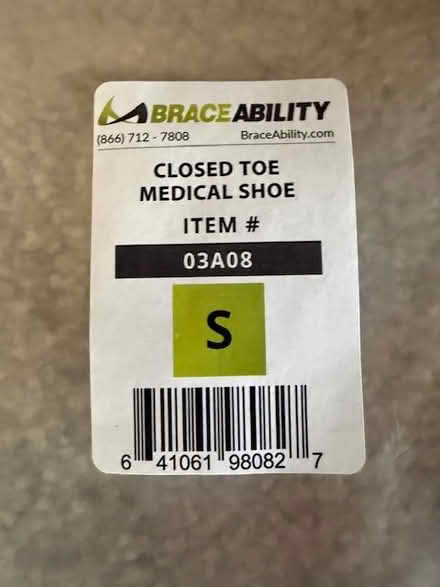 BRACEABILITY
(866) 712 - 7808 BraceAbility.com
CLOSED TOE
MEDICAL SHOE
ITEM #
03A08
S
6 41061 98082 7